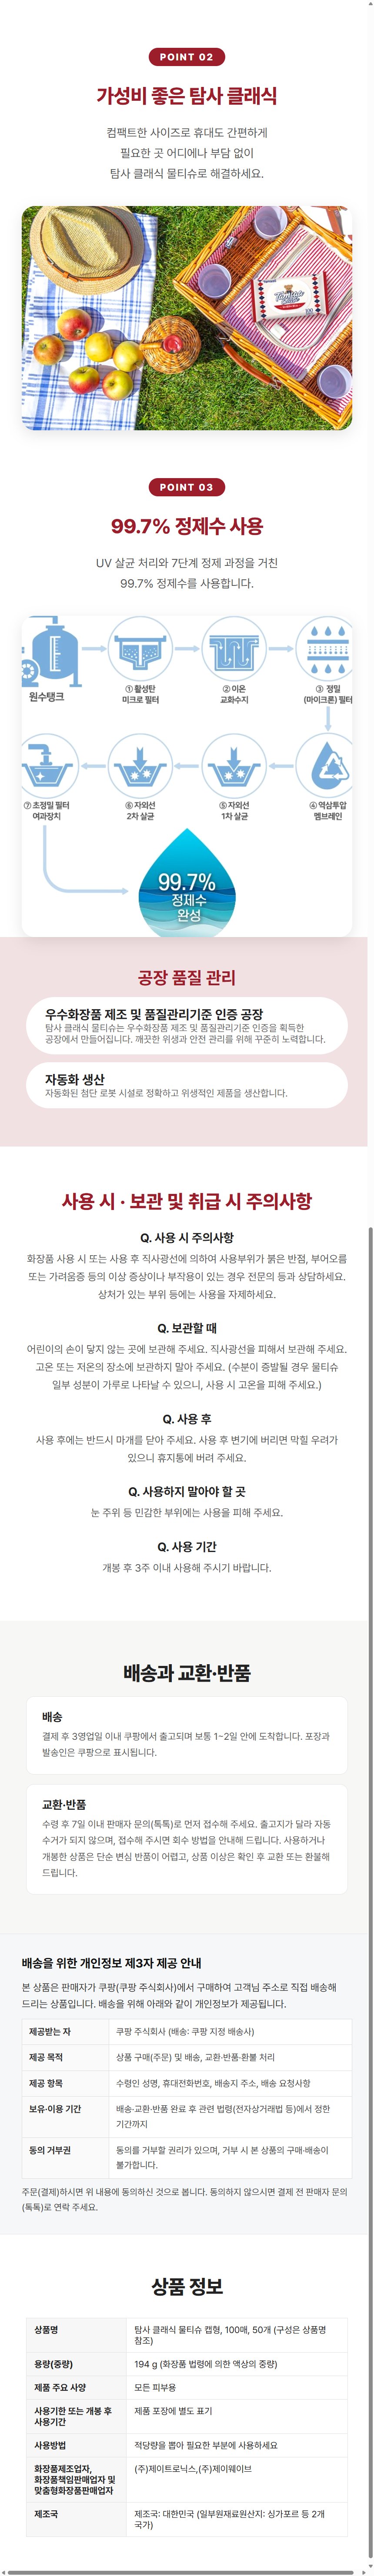 POINT 02
가성비 좋은 탐사 클래식
컴팩트한 사이즈로 휴대도 간편하게
필요한 곳 어디에나 부담 없이
탐사 클래식 물티슈로 해결하세요.
POINT 03
99.7% 정제수 사용
UV 살균 처리와 7단계 정제 과정을 거친
99.7% 정제수를 사용합니다.
원수탱크
① 활성탄
미크로 필터
② 이온
교화수지
③ 정밀
(마이크론) 필터
⑦ 초정밀 필터
여과장치
⑥ 자외선
2차 살균
⑤ 자외선
1차 살균
④ 역삼투압
멤브레인
99.7%
정제수
완성
공장 품질 관리
우수화장품 제조 및 품질관리기준 인증 공장
탐사 클래식 물티슈는 우수화장품 제조 및 품질관리기준 인증을 획득한
공장에서 만들어집니다. 깨끗한 위생과 안전 관리를 위해 꾸준히 노력합니다.
자동화 생산
자동화된 첨단 로봇 시설로 정확하고 위생적인 제품을 생산합니다.
사용 시 · 보관 및 취급 시 주의사항
Q. 사용 시 주의사항
화장품 사용 시 또는 사용 후 직사광선에 의하여 사용부위가 붉은 반점, 부어오름
또는 가려움증 등의 이상 증상이나 부작용이 있는 경우 전문의 등과 상담하세요.
상처가 있는 부위 등에는 사용을 자제하세요.
Q. 보관할 때
어린이의 손이 닿지 않는 곳에 보관해 주세요. 직사광선을 피해서 보관해 주세요.
고온 또는 저온의 장소에 보관하지 말아 주세요. (수분이 증발될 경우 물티슈
일부 성분이 가루로 나타날 수 있으니, 사용 시 고온을 피해 주세요.)
Q. 사용 후
사용 후에는 반드시 마개를 닫아 주세요. 사용 후 변기에 버리면 막힐 우려가
있으니 휴지통에 버려 주세요.
Q. 사용하지 말아야 할 곳
눈 주위 등 민감한 부위에는 사용을 피해 주세요.
Q. 사용 기간
개봉 후 3주 이내 사용해 주시기 바랍니다.
배송과 교환·반품
배송
결제 후 3영업일 이내 쿠팡에서 출고되며 보통 1~2일 안에 도착합니다. 포장과
발송인은 쿠팡으로 표시됩니다.
교환·반품
수령 후 7일 이내 판매자 문의(톡톡)로 먼저 접수해 주세요. 출고지가 달라 자동
수거가 되지 않으며, 접수해 주시면 회수 방법을 안내해 드립니다. 사용하거나
개봉한 상품은 단순 변심 반품이 어렵고, 상품 이상은 확인 후 교환 또는 환불해
드립니다.
배송을 위한 개인정보 제3자 제공 안내
본 상품은 판매자가 쿠팡(쿠팡 주식회사)에서 구매하여 고객님 주소로 직접 배송해
드리는 상품입니다. 배송을 위해 아래와 같이 개인정보가 제공됩니다.
제공받는 자
쿠팡 주식회사 (배송: 쿠팡 지정 배송사)
제공 목적
상품 구매(주문) 및 배송, 교환·반품·환불 처리
제공 항목
수령인 성명, 휴대전화번호, 배송지 주소, 배송 요청사항
보유·이용 기간
배송·교환·반품 완료 후 관련 법령(전자상거래법 등)에서 정한
기간까지
동의 거부권
동의를 거부할 권리가 있으며, 거부 시 본 상품의 구매·배송이
불가합니다.
주문(결제)하시면 위 내용에 동의하신 것으로 봅니다. 동의하지 않으시면 결제 전 판매자 문의
(톡톡)로 연락 주세요.
상품 정보
상품명
탐사 클래식 물티슈 캡형, 100매, 50개 (구성은 상품명
참조)
용량(중량)
194 g (화장품 법령에 의한 액상의 중량)
제품 주요 사양
모든 피부용
사용기한 또는 개봉 후
사용기간
제품 포장에 별도 표기
사용방법
적당량을 뽑아 필요한 부분에 사용하세요
화장품제조업자,
화장품책임판매업자 및
맞춤형화장품판매업자
(주)제이트로닉스,(주)제이웨이브
제조국
제조국: 대한민국 (일부원재료원산지: 싱가포르 등 2개
국가)